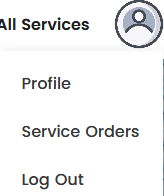 All Services
Profile
Service Orders
Log Out